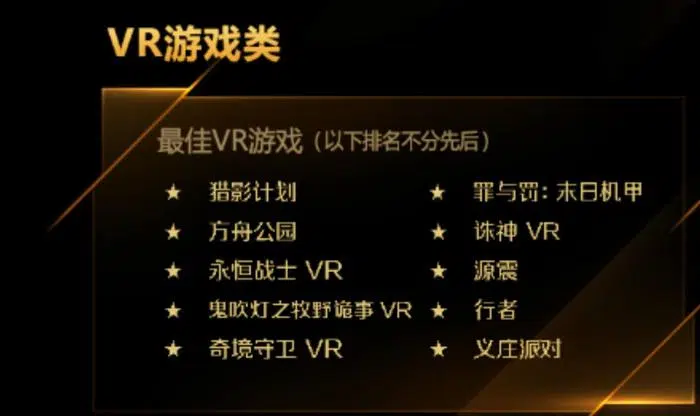 VR游戏类
最佳VR游戏（以下排名不分先后）
★ 猎影计划
★ 方舟公园
★ 永恒战士 VR
★ 鬼吹灯之牧野诡事 VR
★ 奇境守卫 VR
★ 罪与罚：末日机甲
★ 诛神 VR
★ 源震
★ 行者
★ 义庄派对